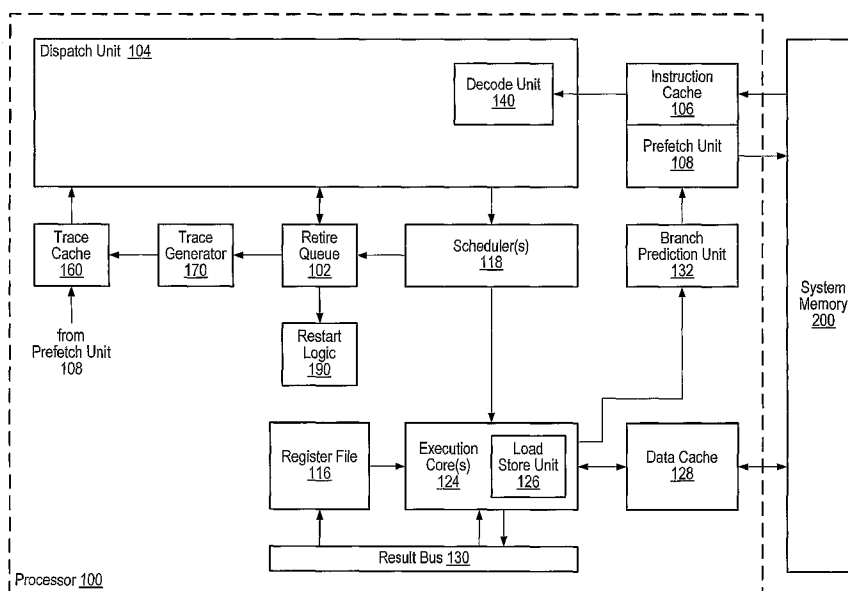 Dispatch Unit 104
Decode Unit
140
Instruction
Cache
106
Prefetch Unit
108
Trace
Cache
160
Trace
Generator
170
Retire
Queue
102
Scheduler(s)
118
Branch
Prediction Unit
132
System
Memory
200
from
Prefetch Unit
108
Restart
Logic
190
Register File
116
Execution
Core(s)
124
Load
Store Unit
126
Data Cache
128
Result Bus 130
Processor 100